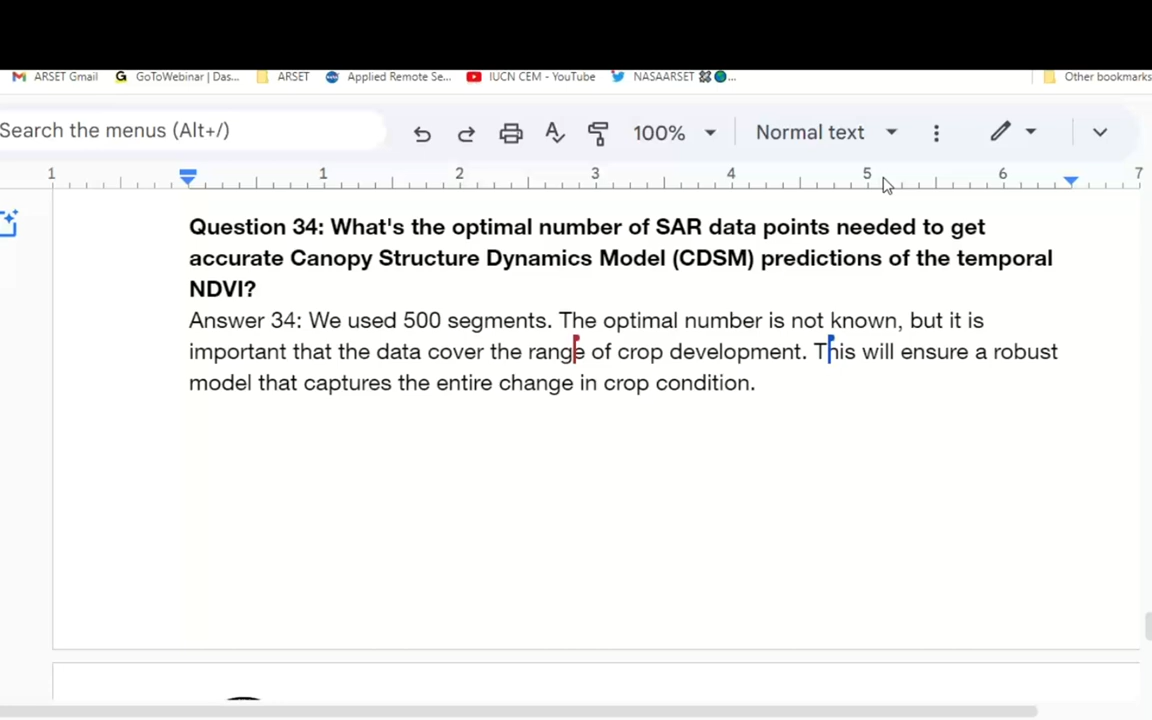 ARSET Gmail GoToWebinar | Das... ARSET Applied Remote Se... IUCN CEM - YouTube NASAARSET 🛰🌎... Other bookmarks
Search the menus (Alt+/) 100% Normal text
1 1 2 3 4 5 6 7
Question 34: What's the optimal number of SAR data points needed to get
accurate Canopy Structure Dynamics Model (CDSM) predictions of the temporal
NDVI?
Answer 34: We used 500 segments. The optimal number is not known, but it is
important that the data cover the range of crop development. This will ensure a robust
model that captures the entire change in crop condition.